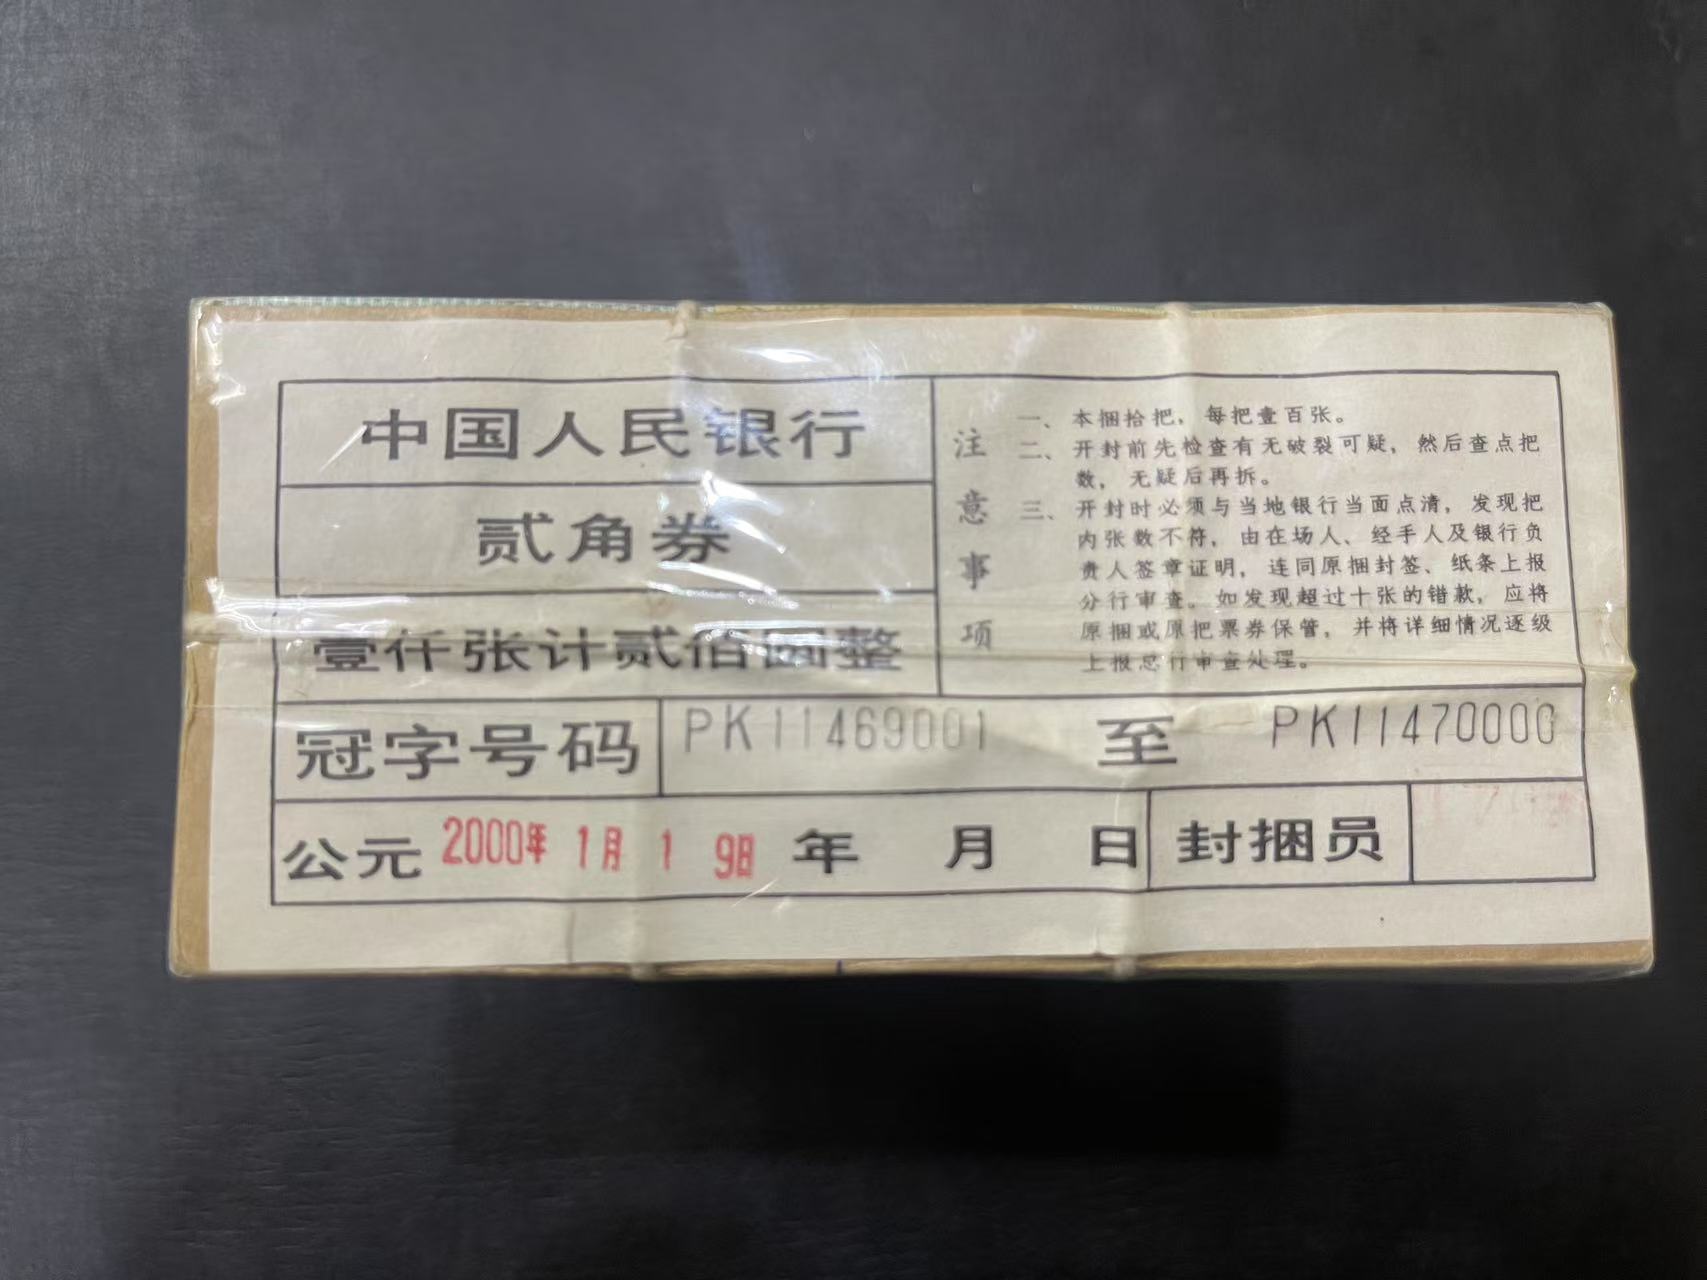 中国人民银行
贰角券
壹仟张计贰佰圆整
注意事项
一、本捆拾把，每把壹百张。
二、开封前先检查有无破裂可疑，然后查点把
数，无疑后再拆。
三、开封时必须与当地银行当面点清，发现把
内张数不符，由在场人、经手人及银行负
责人签章证明，连同原捆封签、纸条上报
分行审查。如发现超过十张的错款，应将
原捆或原把票券保管，并将详细情况逐级
上报总行审查处理。
冠字号码 PK11469001 至 PK11470000
公元 2000年 1月 1 9日 年 月 日 封捆员